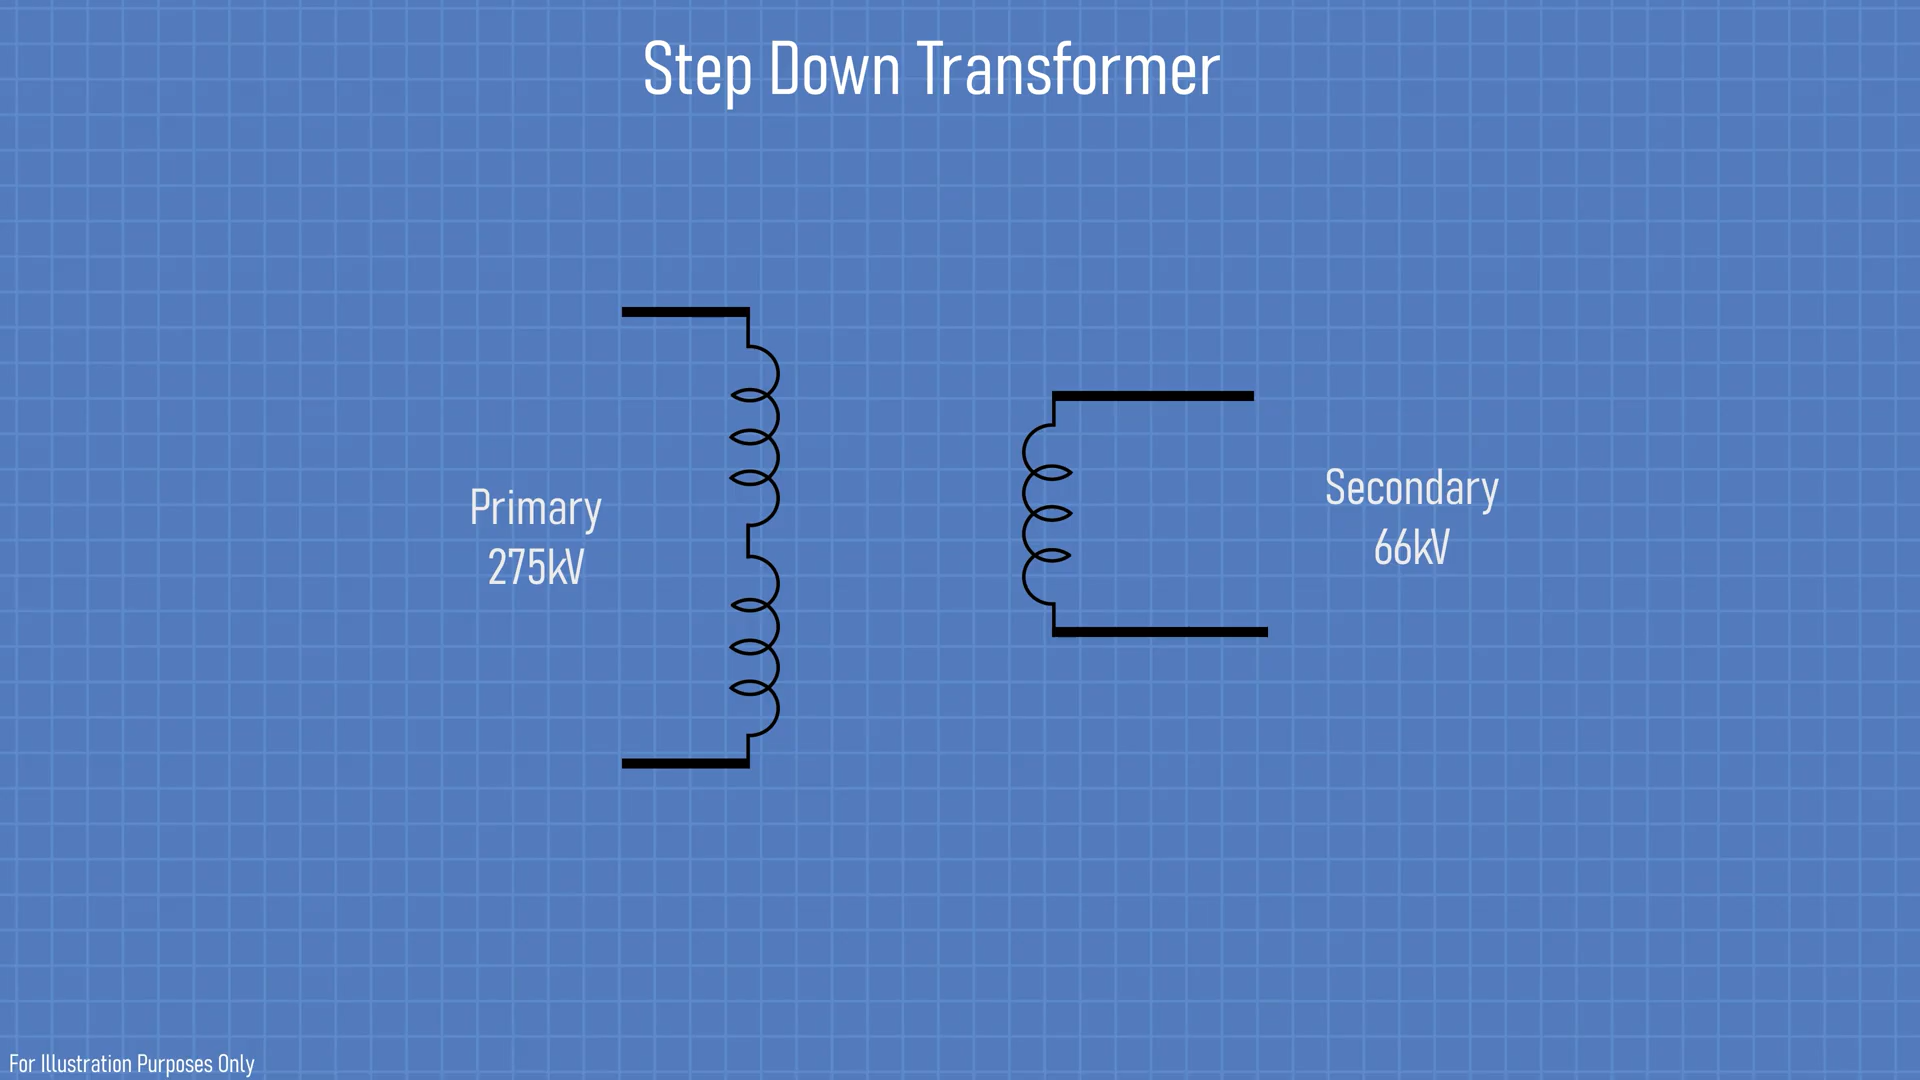 Step Down Transformer
Primary
275kV
Secondary
66kV
For Illustration Purposes Only